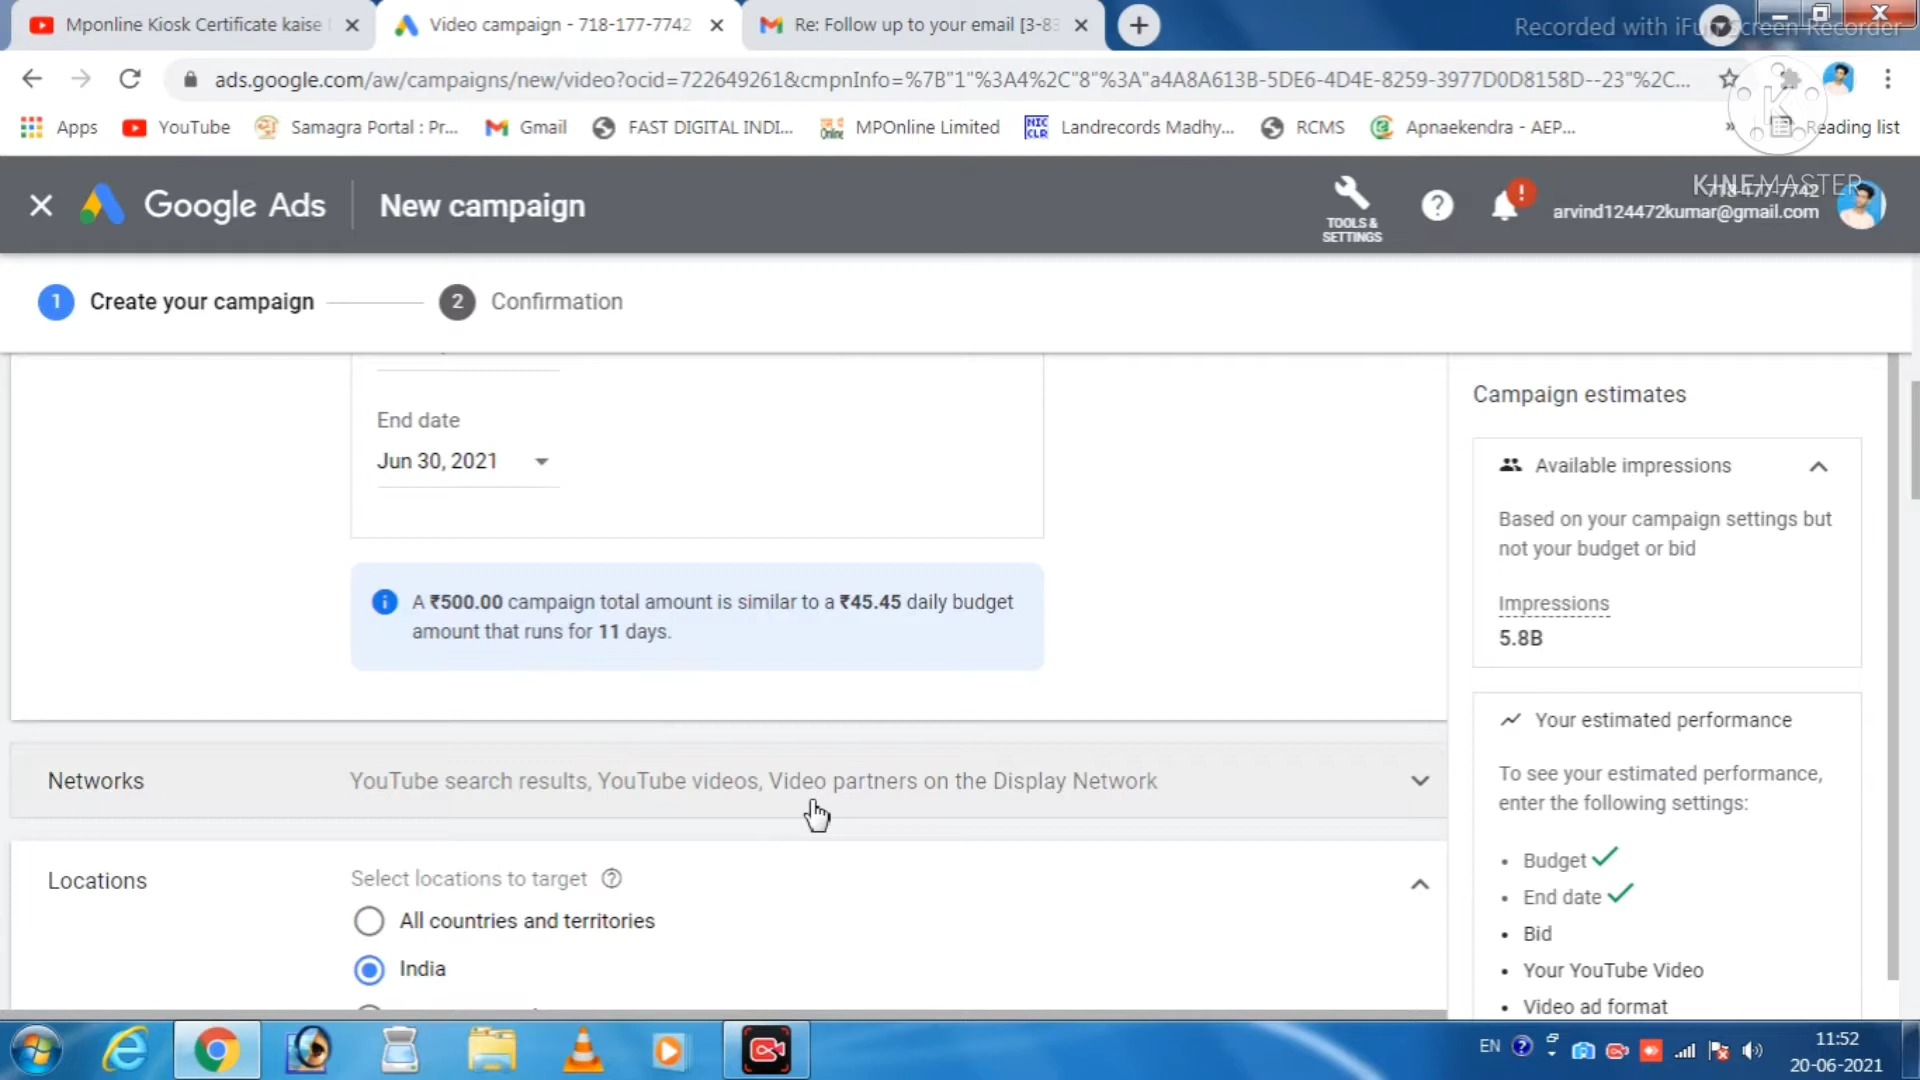 Mponline Kiosk Certificate kaise
Video campaign - 718-177-7742
Re: Follow up to your email [3-83
Recorded with iFun Screen Recorder
ads.google.com/aw/campaigns/new/video?ocid=722649261&cmpnInfo=%7B"1"%3A4%2C"8"%3A"a4A8A613B-5DE6-4D4E-8259-3977D0D8158D--23"%2C...
Apps
YouTube
Samagra Portal : Pr...
Gmail
FAST DIGITAL INDI...
MPOnline Limited
NIC CLR
Landrecords Madhy...
RCMS
Apnaekendra - AEP...
»
Reading list
Google Ads
New campaign
TOOLS &
SETTINGS
KINEMASTER
718-177-7742
arvind124472kumar@gmail.com
1 Create your campaign
2 Confirmation
End date
Jun 30, 2021
A ₹500.00 campaign total amount is similar to a ₹45.45 daily budget
amount that runs for 11 days.
Networks
YouTube search results, YouTube videos, Video partners on the Display Network
Locations
Select locations to target
All countries and territories
India
Campaign estimates
Available impressions
Based on your campaign settings but
not your budget or bid
Impressions
5.8B
Your estimated performance
To see your estimated performance,
enter the following settings:
• Budget
• End date
• Bid
• Your YouTube Video
• Video ad format
EN
11:52
20-06-2021